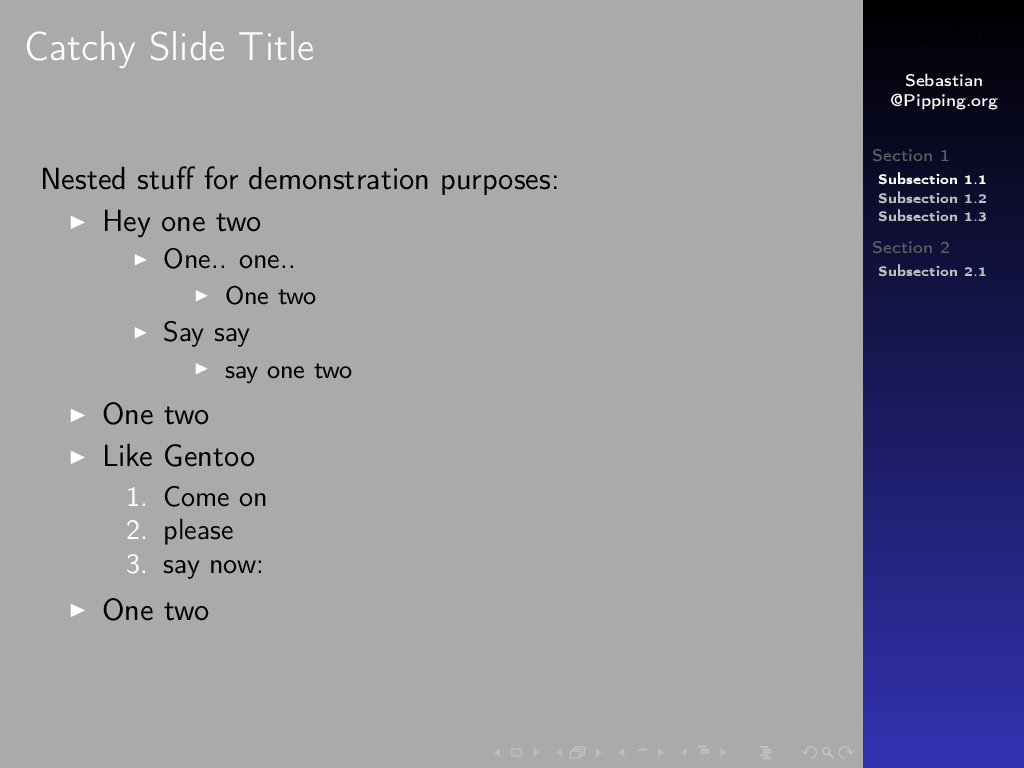 Catchy Slide Title
Nested stuff for demonstration purposes:
Hey one two
One.. one..
One two
Say say
say one two
One two
Like Gentoo
1. Come on
2. please
3. say now:
One two
Sebastian
@Pipping.org
Section 1
Subsection 1.1
Subsection 1.2
Subsection 1.3
Section 2
Subsection 2.1